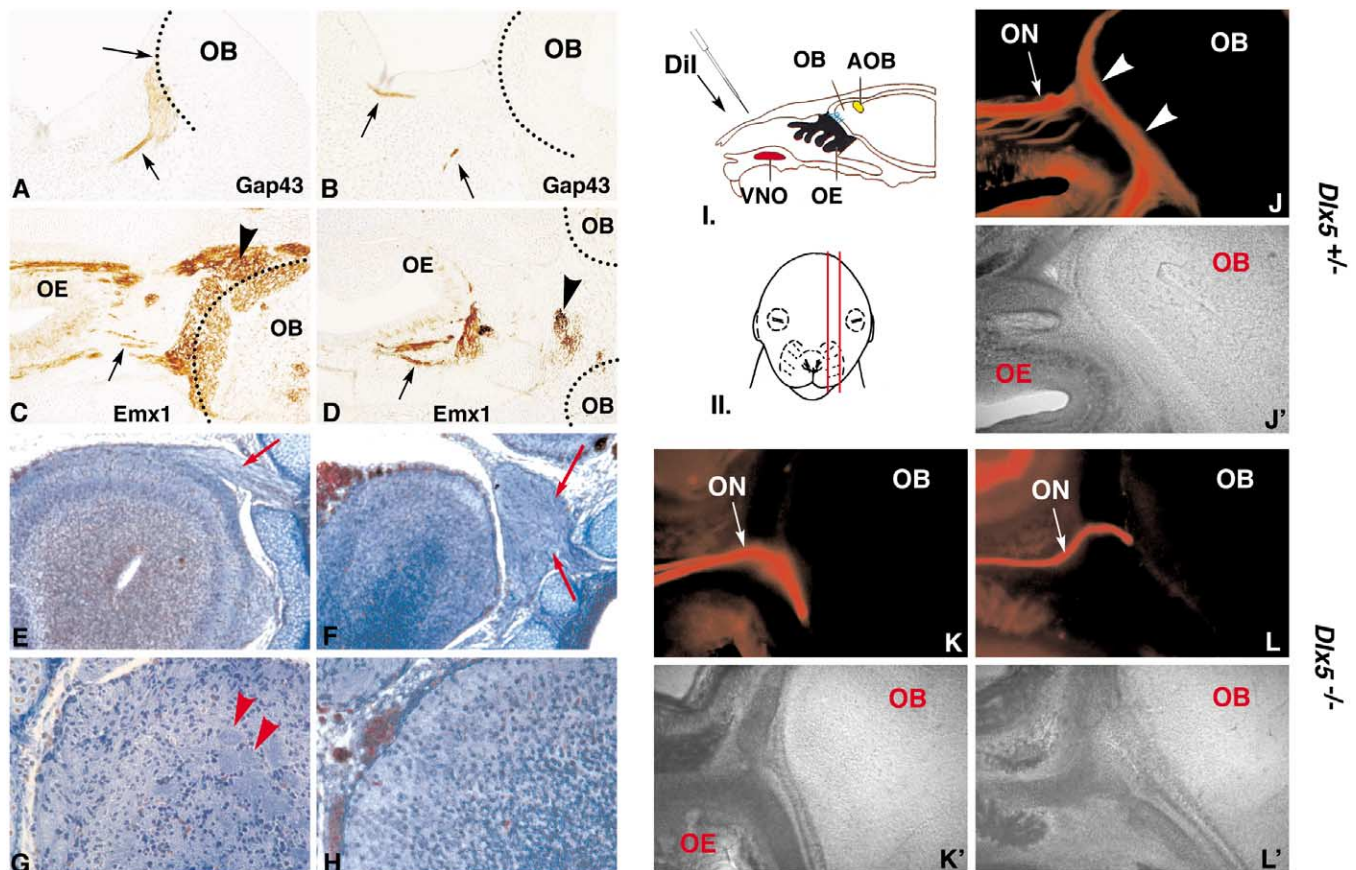 OB
A
Gap43
OB
B
Gap43
OE
OB
C
Emx1
OE
OB
OB
D
Emx1
E
F
G
H
DiI
OB
AOB
VNO
OE
I.
II.
ON
OB
J
OB
OE
J'
Dlx5 +/-
ON
OB
K
ON
OB
L
OB
OE
K'
OB
L'
Dlx5 -/-